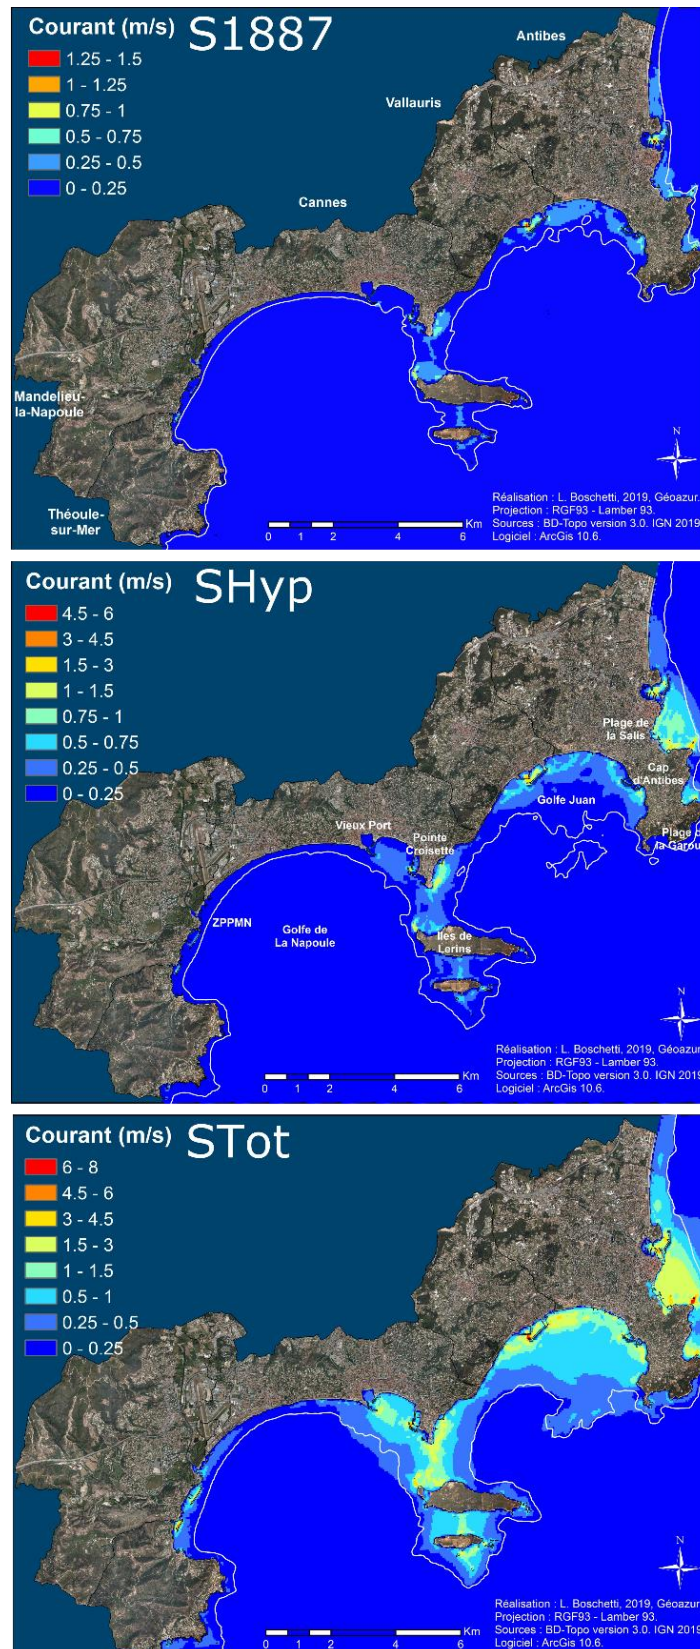 Courant (m/s) S1887
1.25 - 1.5
1 - 1.25
0.75 - 1
0.5 - 0.75
0.25 - 0.5
0 - 0.25
Antibes
Vallauris
Cannes
Mandelieu-
la-Napoule
Théoule-
sur-Mer
N
Réalisation : L. Boschetti, 2019, Géoazur.
Projection : RGF93 - Lamber 93.
Sources : BD-Topo version 3.0. IGN 2019
Logiciel : ArcGis 10.6.
Km
0 1 2 4 6
Courant (m/s) SHyp
4.5 - 6
3 - 4.5
1.5 - 3
1 - 1.5
0.75 - 1
0.5 - 0.75
0.25 - 0.5
0 - 0.25
Plage de
la Salis
Cap
d'Antibes
Golfe Juan
Plage d
la Garou
Vieux Port
Pointe
Croisette
ZPPMN
Golfe de
La Napoule
Iles de
Lerins
N
Réalisation : L. Boschetti, 2019, Géoazur
Projection : RGF93 - Lamber 93.
Sources : BD-Topo version 3.0. IGN 2019
Logiciel : ArcGis 10.6.
Km
0 1 2 4 6
Courant (m/s) STot
6 - 8
4.5 - 6
3 - 4.5
1.5 - 3
1 - 1.5
0.5 - 1
0.25 - 0.5
0 - 0.25
N
Réalisation : L. Boschetti, 2019, Géoazur.
Projection : RGF93 - Lamber 93.
Sources : BD-Topo version 3.0. IGN 2019
Logiciel : ArcGis 10.6.
Km
0 1 2 4 6